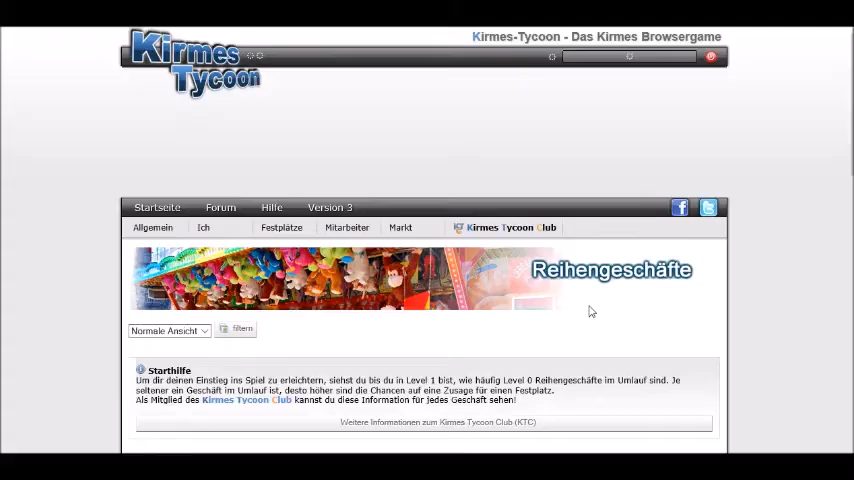 Kirmes-Tycoon - Das Kirmes Browsergame
Kirmes
Tycoon
Startseite Forum Hilfe Version 3
Allgemein Ich Festplätze Mitarbeiter Markt Kirmes Tycoon Club
Reihengeschäfte
Normale Ansicht filtern
Starthilfe
Um dir deinen Einstieg ins Spiel zu erleichtern, siehst du bis du in Level 1 bist, wie häufig Level 0 Reihengeschäfte im Umlauf sind. Je
seltener ein Geschäft im Umlauf ist, desto höher sind die Chancen auf eine Zusage für einen Festplatz.
Als Mitglied des Kirmes Tycoon Club kannst du diese Information für jedes Geschäft sehen!
Weitere Informationen zum Kirmes Tycoon Club (KTC)